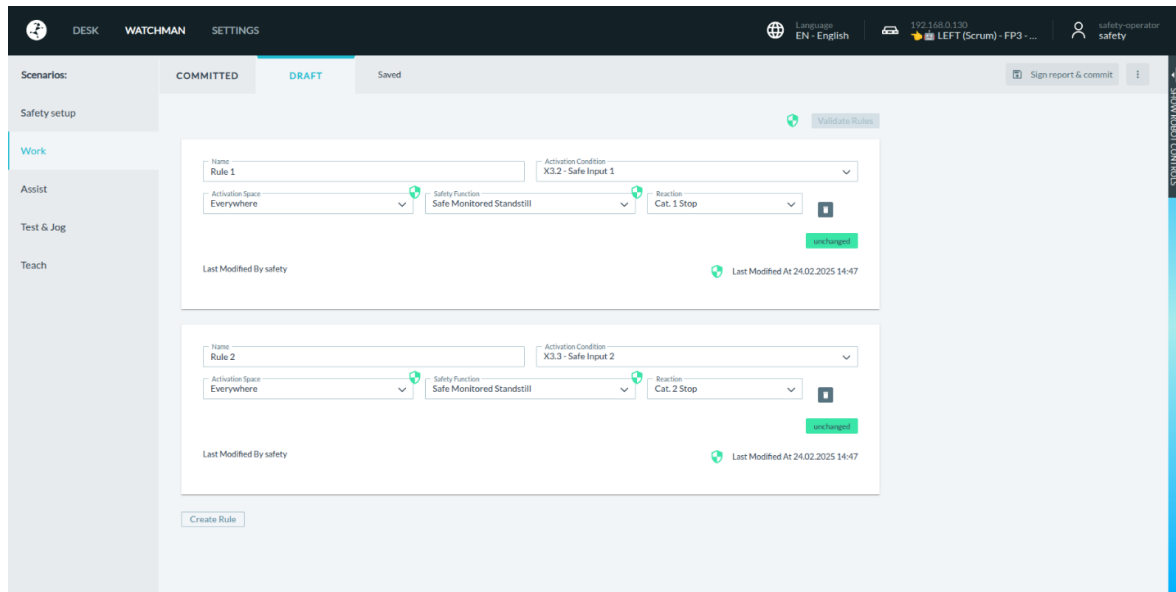 DESK WATCHMAN SETTINGS
Language
EN - English
192.168.0.130
👉🤖 LEFT (Scrum) - FP3 - ...
safety-operator
safety
Scenarios:
COMMITTED DRAFT Saved
Sign report & commit
SHOW ROBOT CONTROLS
Safety setup
Work
Assist
Test & Jog
Teach
Validate Rules
Name
Rule 1
Activation Condition
X3.2 - Safe Input 1
Activation Space
Everywhere
Safety Function
Safe Monitored Standstill
Reaction
Cat. 1 Stop
unchanged
Last Modified By safety
Last Modified At 24.02.2025 14:47
Name
Rule 2
Activation Condition
X3.3 - Safe Input 2
Activation Space
Everywhere
Safety Function
Safe Monitored Standstill
Reaction
Cat. 2 Stop
unchanged
Last Modified By safety
Last Modified At 24.02.2025 14:47
Create Rule